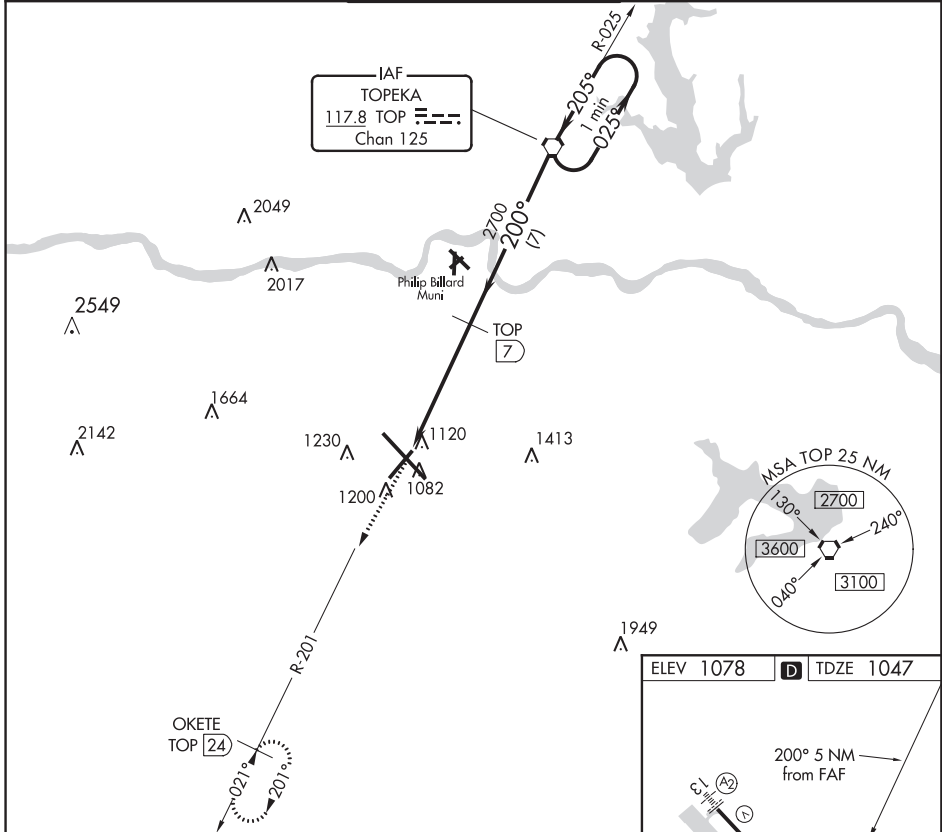 R-025
IAF
TOPEKA
117.8 TOP
Chan 125
205°
1 min
025°
2700
200°
(7)
2049
2017
Philip Billard
Muni
2549
TOP
7
1664
2142
1230
1120
1413
1082
1200
MSA TOP 25 NM
130°
2700
240°
3600
040°
3100
1949
R-201
ELEV 1078 D TDZE 1047
OKETE
TOP 24
021°
201°
200° 5 NM
from FAF
13
A2
V